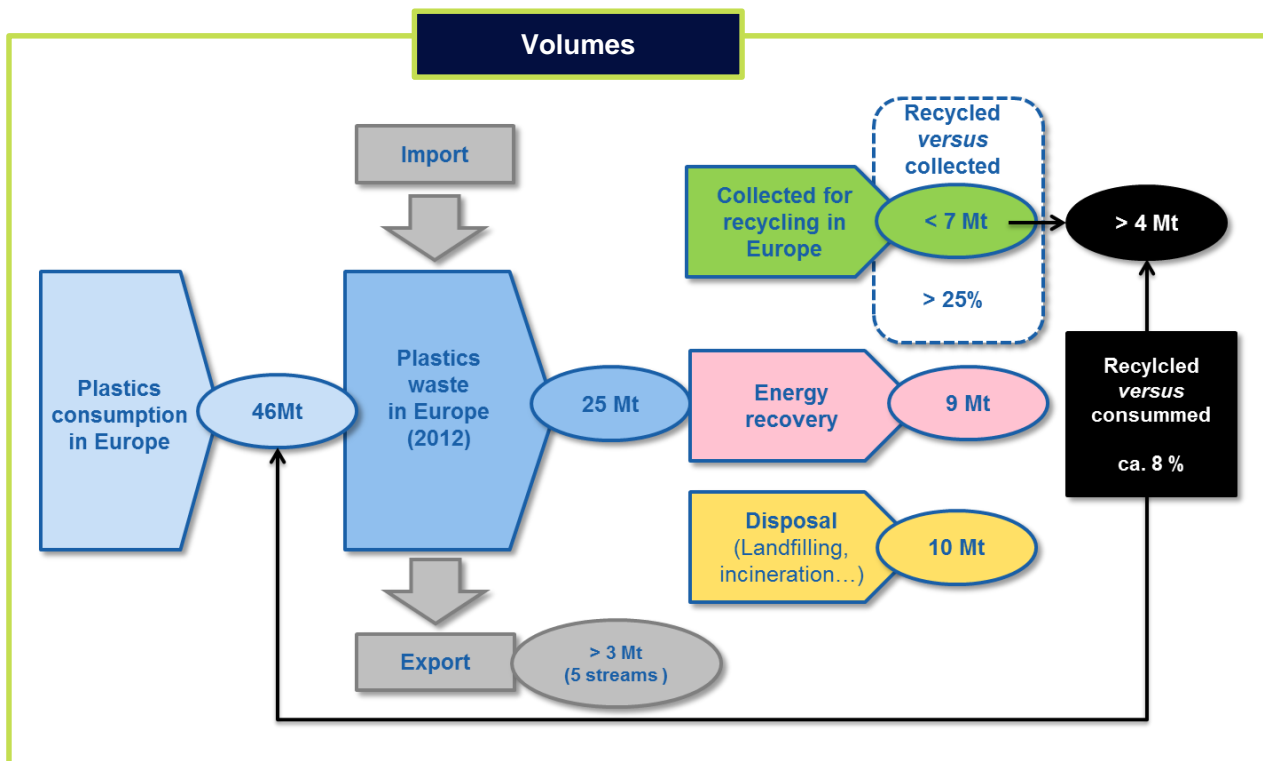 Volumes
Import
Recycled
versus
collected
Collected for
recycling in
Europe
< 7 Mt
> 4 Mt
> 25%
Plastics
consumption
in Europe
46Mt
Plastics
waste
in Europe
(2012)
25 Mt
Energy
recovery
9 Mt
Recylcled
versus
consummed
ca. 8 %
Disposal
(Landfilling,
incineration…)
10 Mt
Export
> 3 Mt
(5 streams )